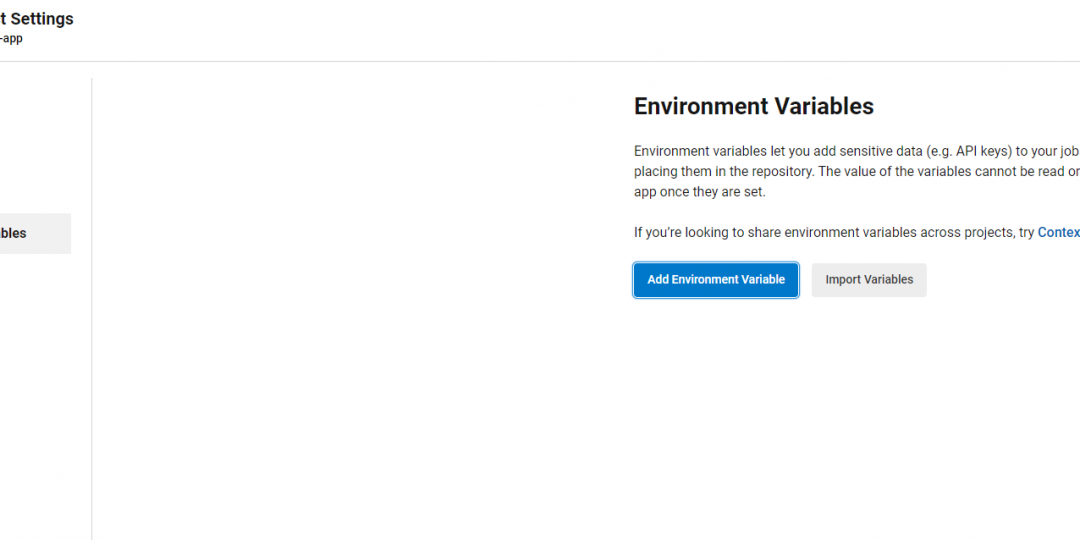 t Settings
-app
Environment Variables
Environment variables let you add sensitive data (e.g. API keys) to your job
placing them in the repository. The value of the variables cannot be read or
app once they are set.
bles
If you're looking to share environment variables across projects, try Contex
Add Environment Variable
Import Variables